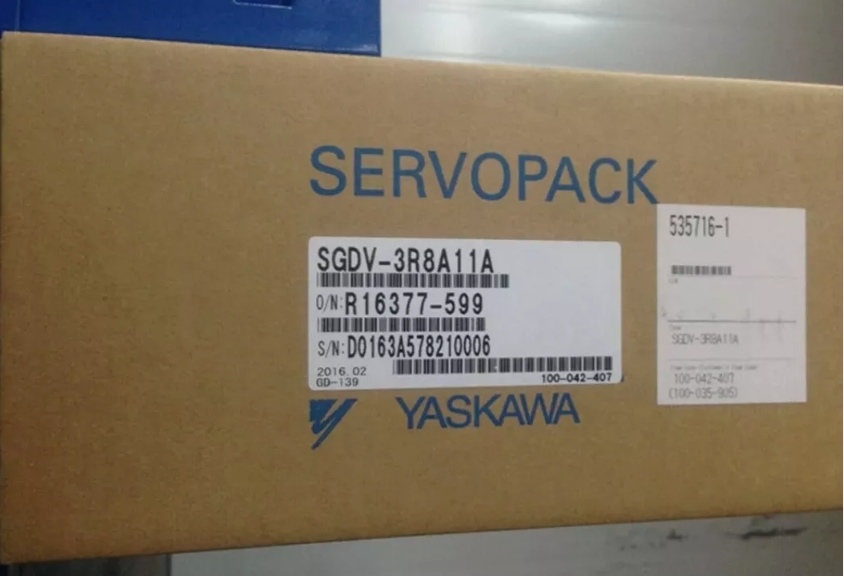 SERVOPACK
SGDV-3R8A11A
O/N:R16377-599
S/N:D0163A578210006
2016.02
GD-139
100-042-407
YASKAWA
535716-1
SGDV-3R8A11A
100-042-407
(100-035-905)